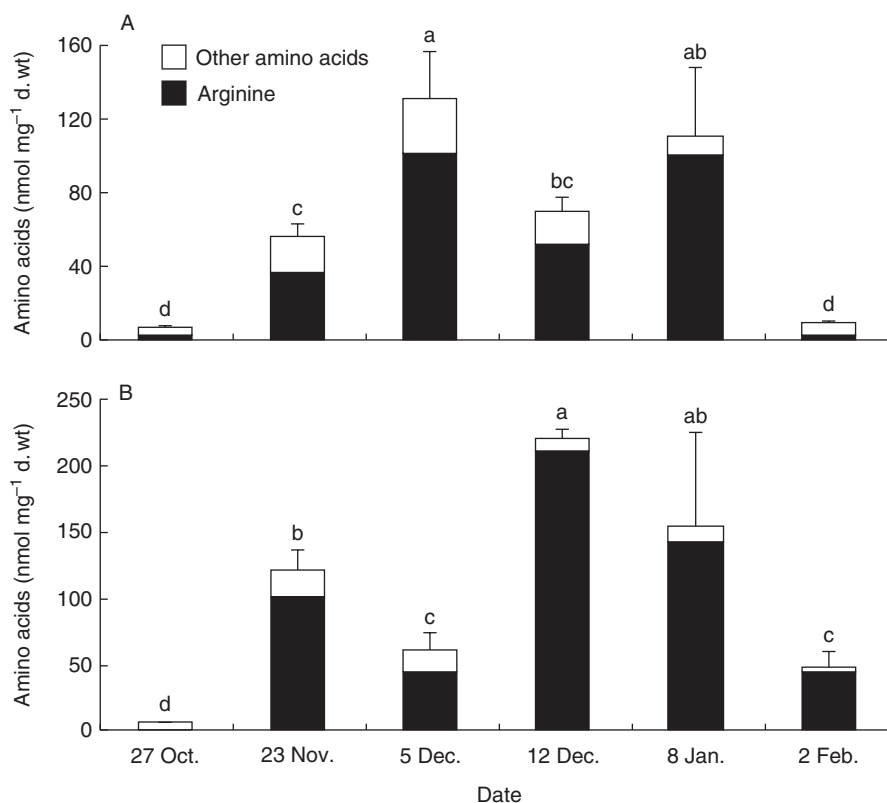 A
Amino acids (nmol mg⁻¹ d. wt)
160
120
80
40
0
Other amino acids
Arginine
d
c
a
bc
ab
d
B
Amino acids (nmol mg⁻¹ d. wt)
250
200
150
100
50
0
d
b
c
a
ab
c
27 Oct. 23 Nov. 5 Dec. 12 Dec. 8 Jan. 2 Feb.
Date